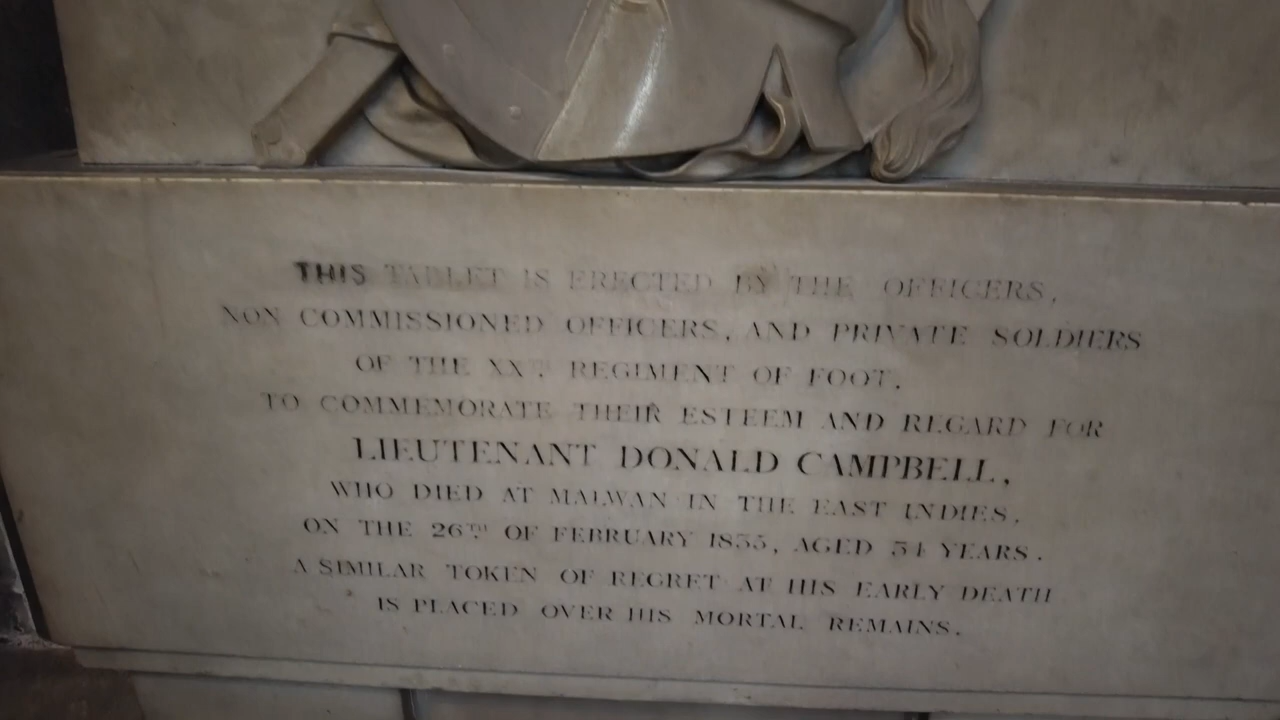 THIS TABLET IS ERECTED BY THE OFFICERS,
NON COMMISSIONED OFFICERS, AND PRIVATE SOLDIERS
OF THE XXTH. REGIMENT OF FOOT,
TO COMMEMORATE THEIR ESTEEM AND REGARD FOR
LIEUTENANT DONALD CAMPBELL,
WHO DIED AT MALWAN IN THE EAST INDIES,
ON THE 26TH. OF FEBRUARY 1835, AGED 34 YEARS.
A SIMILAR TOKEN OF REGRET AT HIS EARLY DEATH
IS PLACED OVER HIS MORTAL REMAINS.